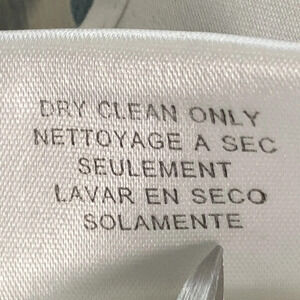 DRY CLEAN ONLY
NETTOYAGE A SEC
SEULEMENT
LAVAR EN SECO
SOLAMENTE